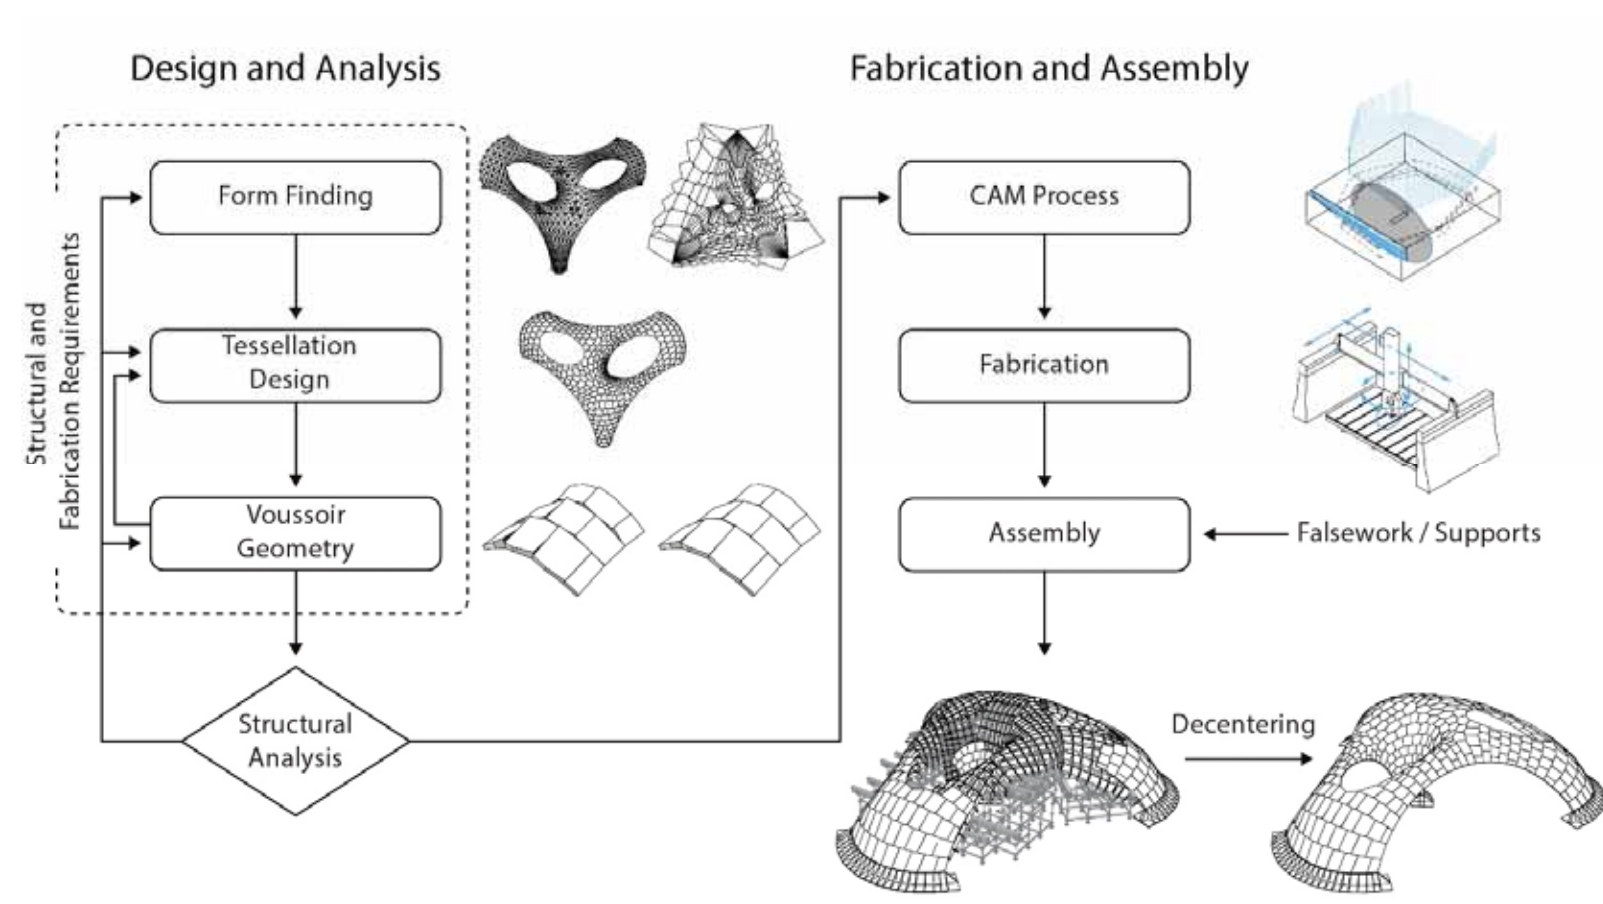 Design and Analysis
Form Finding
Tessellation
Design
Voussoir
Geometry
Structural
Analysis
Structural and
Fabrication Requirements
Fabrication and Assembly
CAM Process
Fabrication
Assembly
Falsework / Supports
Decentering